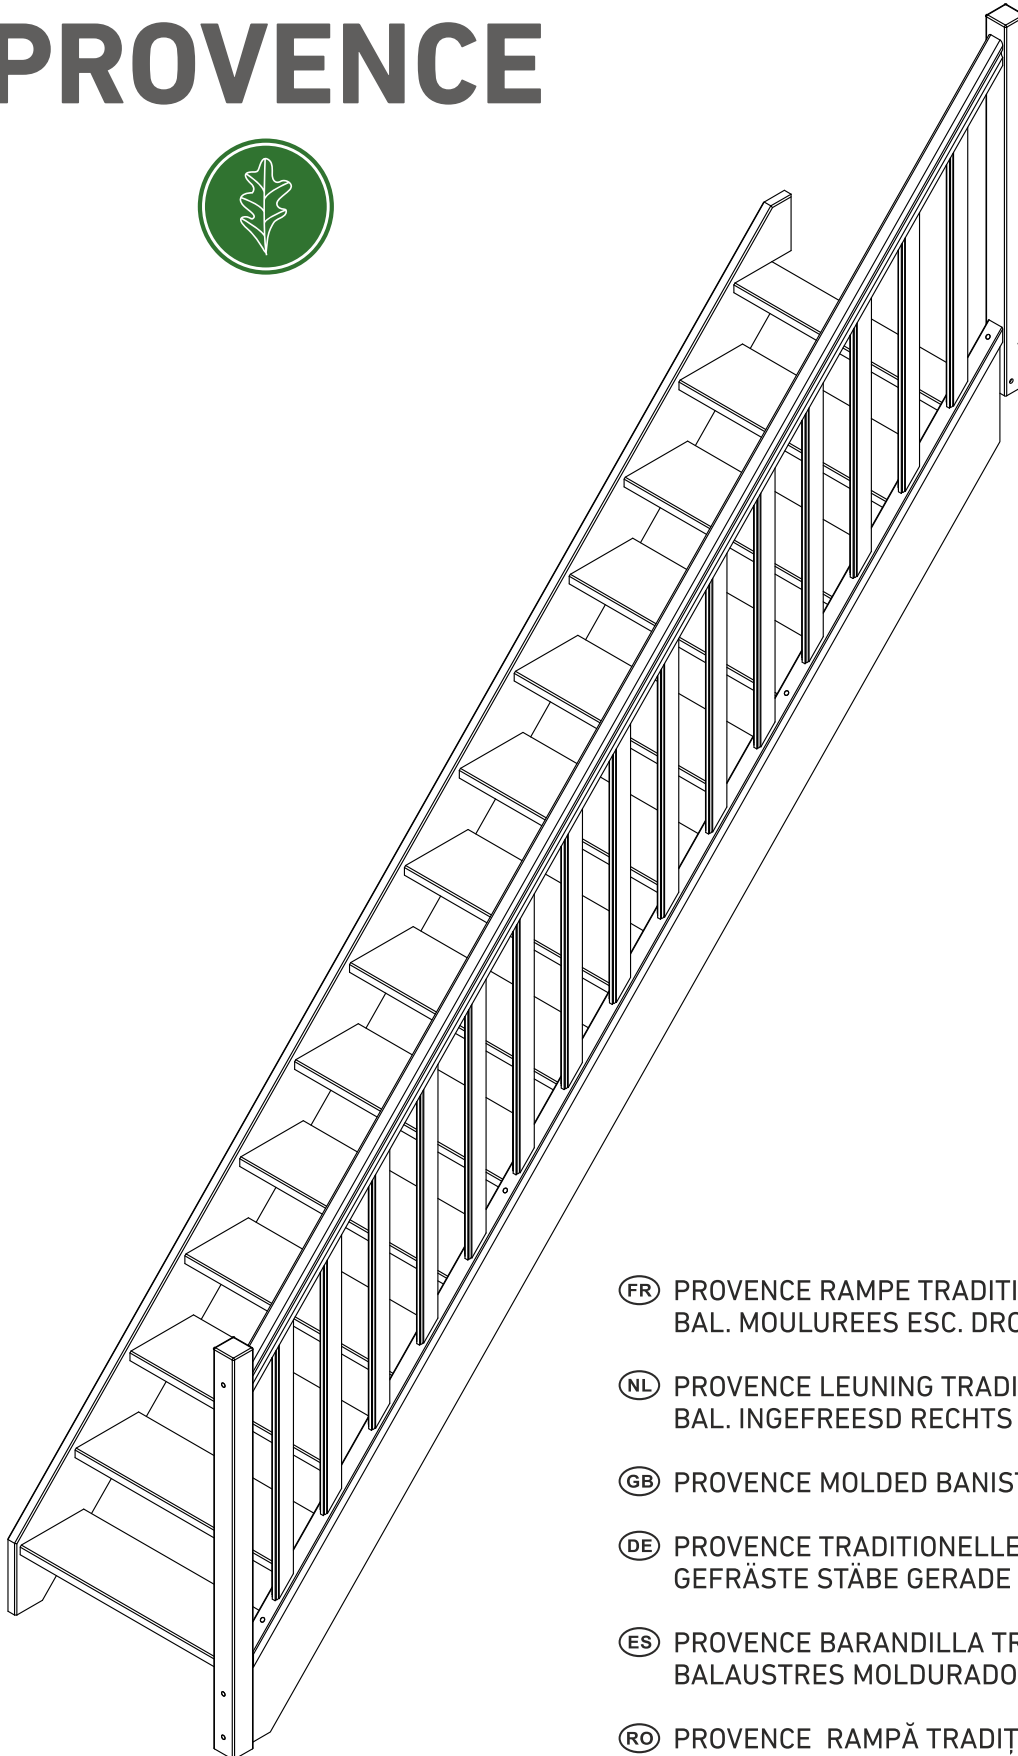 PROVENCE
FR PROVENCE RAMPE TRADITI
BAL. MOULUREES ESC. DRO
NL PROVENCE LEUNING TRADI
BAL. INGEFREESD RECHTS
GB PROVENCE MOLDED BANIST
DE PROVENCE TRADITIONELLE
GEFRÄSTE STÄBE GERADE
ES PROVENCE BARANDILLA TR
BALAUSTRES MOLDURADO
RO PROVENCE RAMPĂ TRADIȚ